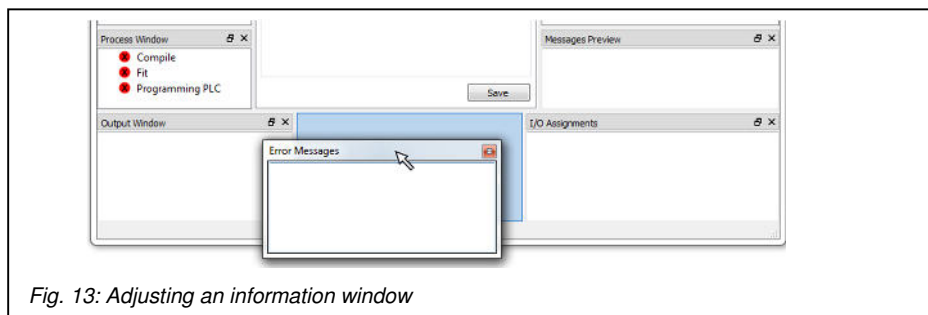 Process Window
Messages Preview
Compile
Fit
Programming PLC
Save
Output Window
I/O Assignments
Error Messages
Fig. 13: Adjusting an information window